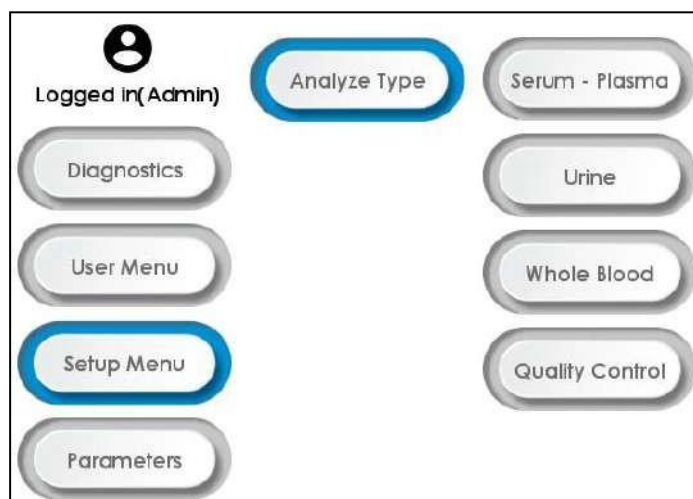 Logged in(Admin)
Diagnostics
User Menu
Setup Menu
Parameters
Analyze Type
Serum - Plasma
Urine
Whole Blood
Quality Control